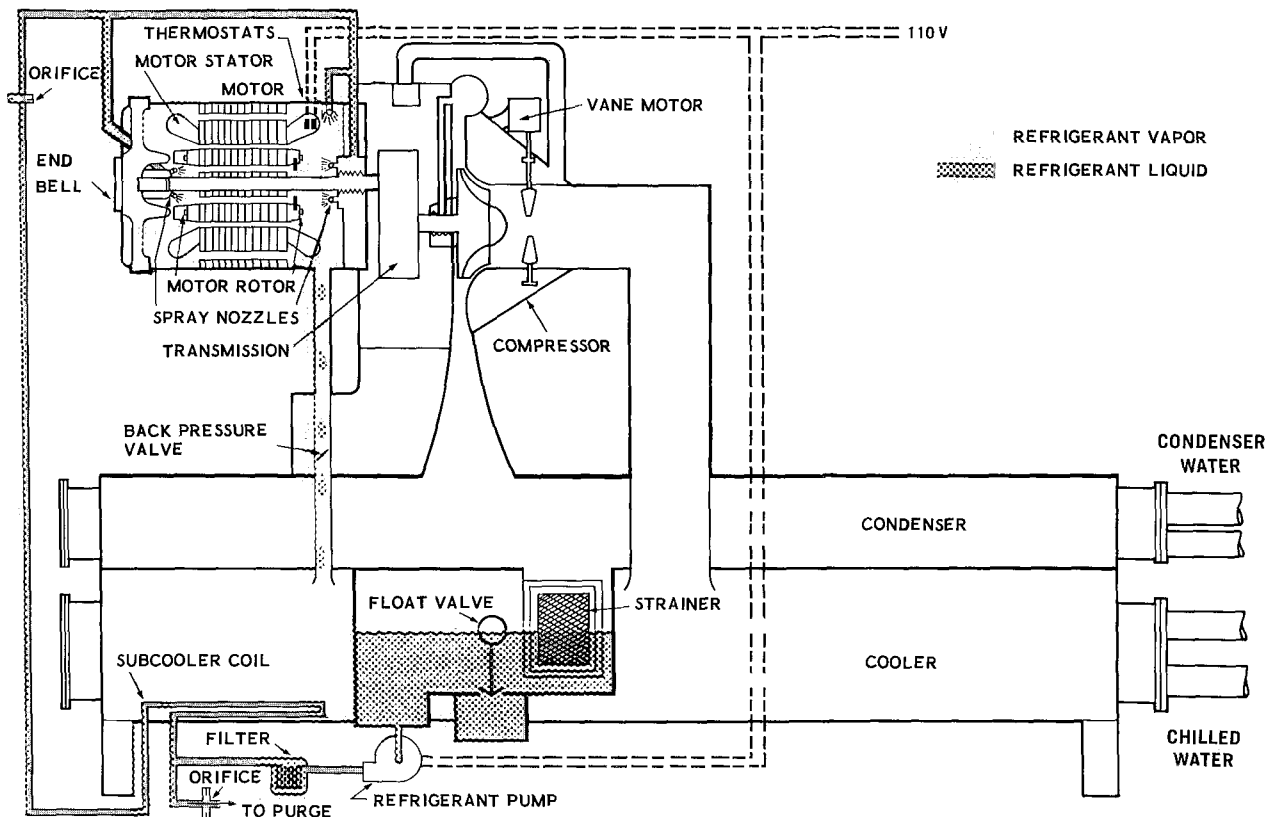 THERMOSTATS
110 V
MOTOR STATOR
ORIFICE
MOTOR
VANE MOTOR
REFRIGERANT VAPOR
END
BELL
REFRIGERANT LIQUID
MOTOR ROTOR
SPRAY NOZZLES
TRANSMISSION
COMPRESSOR
BACK PRESSURE
VALVE
CONDENSER
WATER
CONDENSER
FLOAT VALVE
STRAINER
SUBCOOLER COIL
COOLER
FILTER
ORIFICE
CHILLED
WATER
TO PURGE
REFRIGERANT PUMP